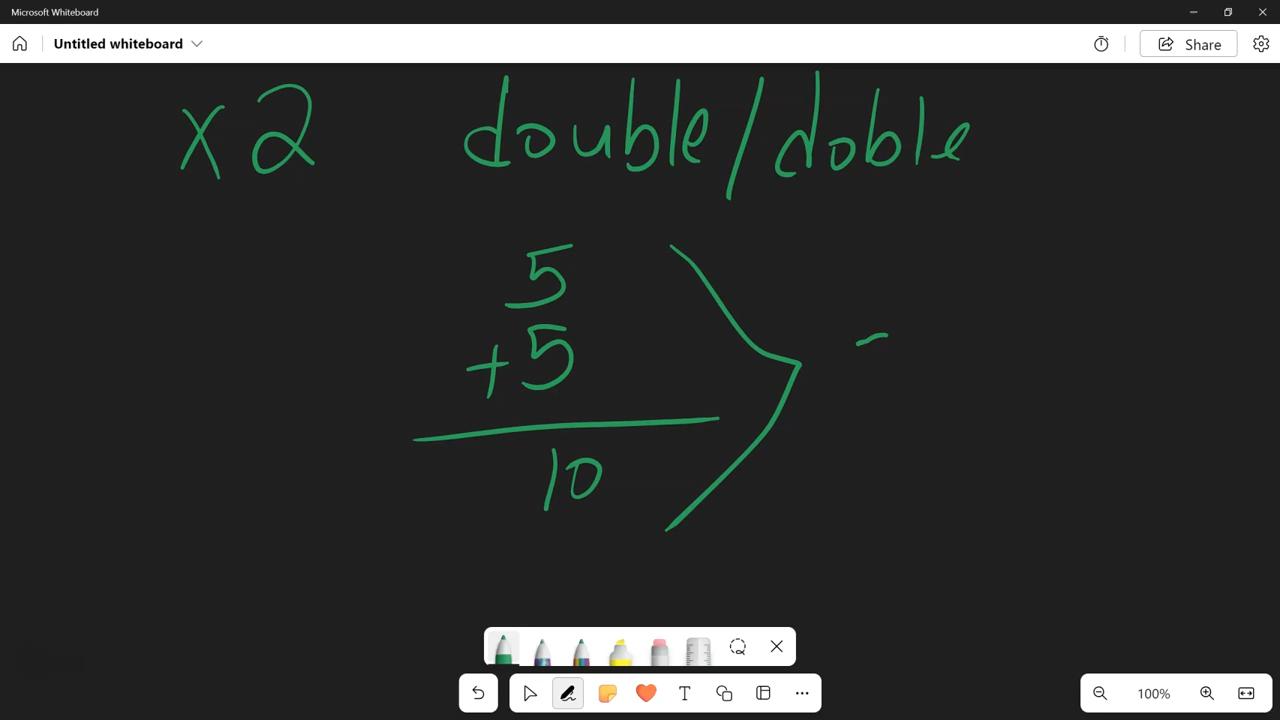 Microsoft Whiteboard
Untitled whiteboard
Share
x2 double/doble
5
+5
10
100%